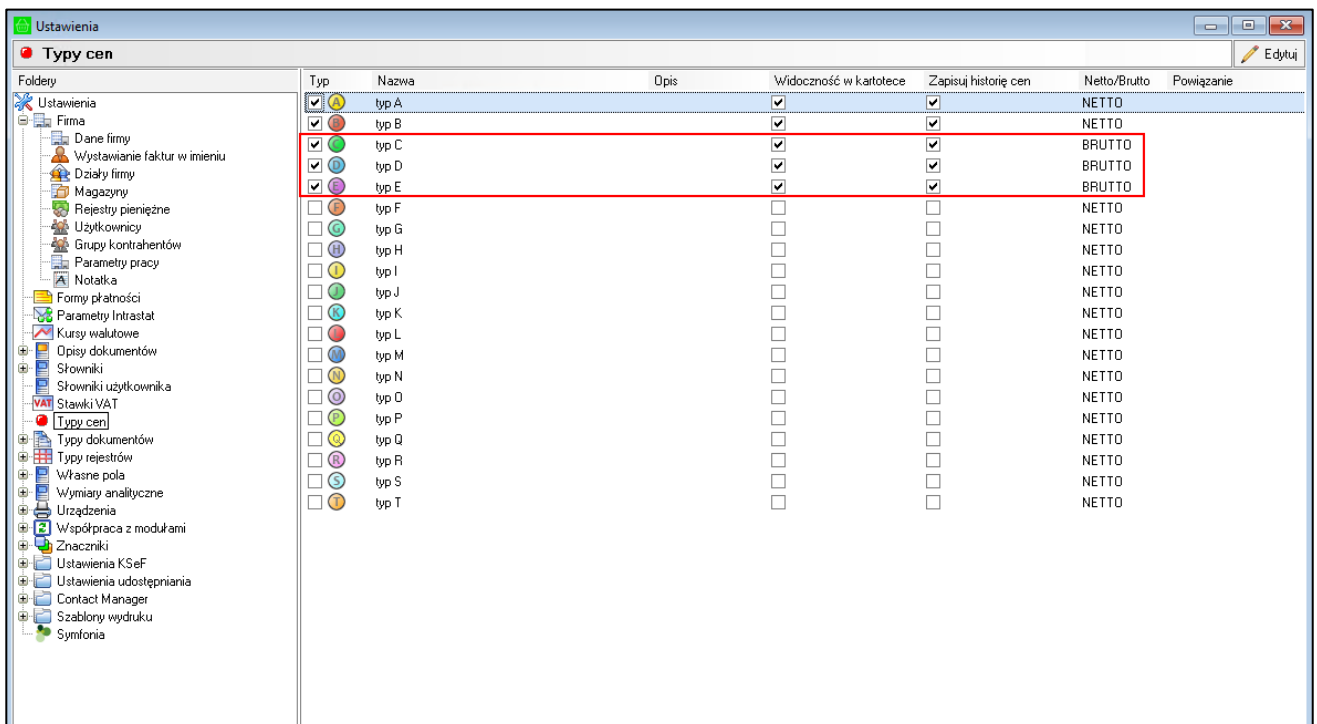 Ustawienia
Typy cen
Edytuj
Foldery
Ustawienia
Firma
Dane firmy
Wystawianie faktur w imieniu
Działy firmy
Magazyny
Rejestry pieniężne
Użytkownicy
Grupy kontrahentów
Parametry pracy
Notatka
Formy płatności
Parametry Intrastat
Kursy walutowe
Opisy dokumentów
Słowniki
Słowniki użytkownika
VAT Stawki VAT
Typy cen
Typy dokumentów
Typy rejestrów
Własne pola
Wymiary analityczne
Urządzenia
Współpraca z modułami
Znaczniki
Ustawienia KSeF
Ustawienia udostępniania
Contact Manager
Szablony wydruku
Symfonia
Typ Nazwa Opis Widoczność w kartotece Zapisuj historię cen Netto/Brutto Powiązanie
A typ A NETTO
B typ B NETTO
C typ C BRUTTO
D typ D BRUTTO
E typ E BRUTTO
F typ F NETTO
G typ G NETTO
H typ H NETTO
I typ I NETTO
J typ J NETTO
K typ K NETTO
L typ L NETTO
M typ M NETTO
N typ N NETTO
O typ O NETTO
P typ P NETTO
Q typ Q NETTO
R typ R NETTO
S typ S NETTO
T typ T NETTO